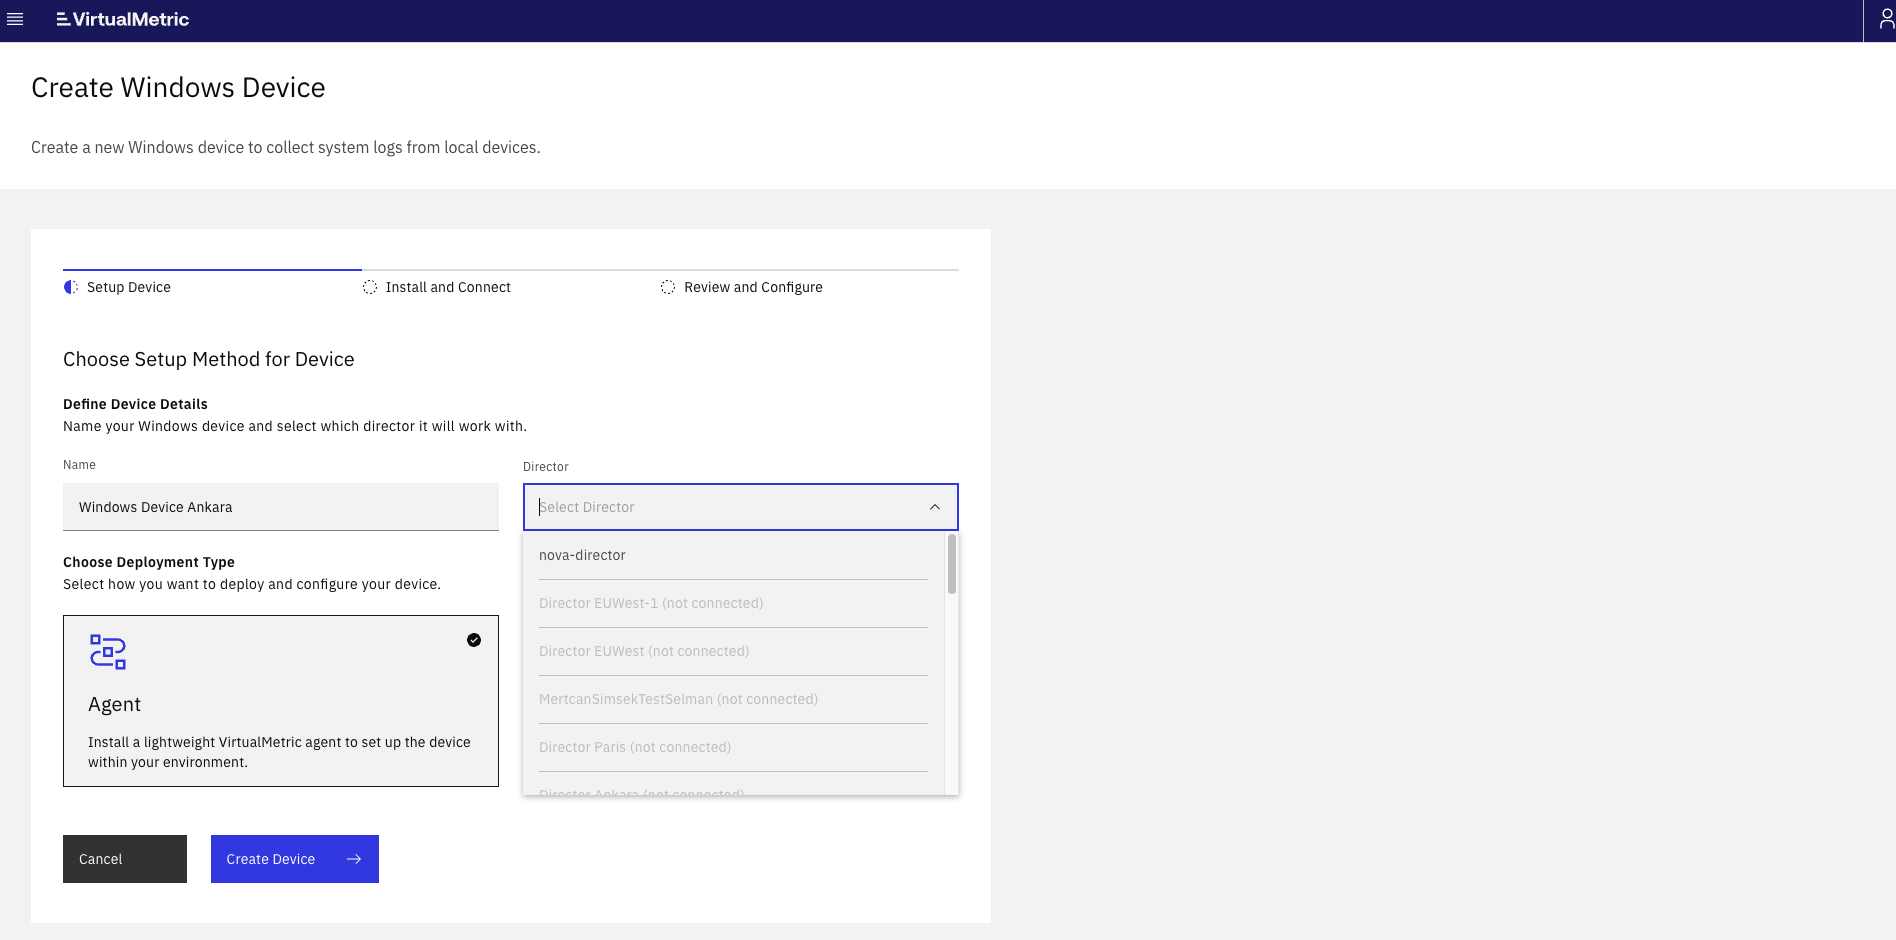 VirtualMetric
Create Windows Device
Create a new Windows device to collect system logs from local devices.
Setup Device
Install and Connect
Review and Configure
Choose Setup Method for Device
Define Device Details
Name your Windows device and select which director it will work with.
Name
Director
Windows Device Ankara
Select Director
nova-director
Director EUWest-1 (not connected)
Director EUWest (not connected)
MertcanSimsekTestSelman (not connected)
Director Paris (not connected)
Director Ankara (not connected)
Choose Deployment Type
Select how you want to deploy and configure your device.
Agent
Install a lightweight VirtualMetric agent to set up the device
within your environment.
Cancel
Create Device